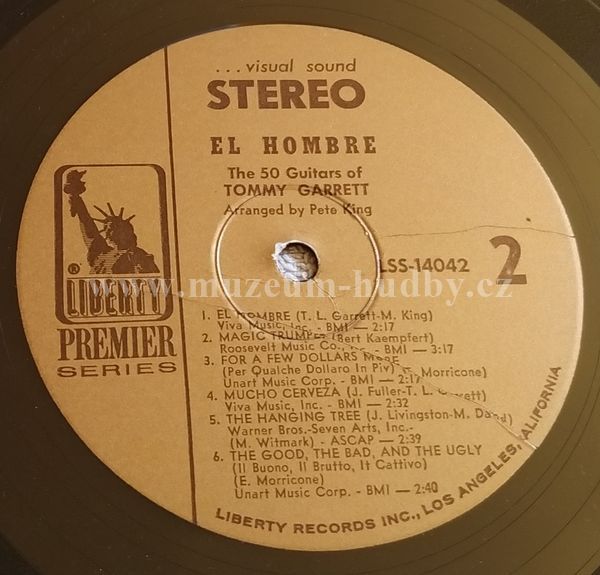 ...visual sound
STEREO
EL HOMBRE
The 50 Guitars of
TOMMY GARRETT
Arranged by Pete King
LSS-14042
2
® LIBERTY
PREMIER
SERIES
www.muzeum-hudby.cz
1. EL HOMBRE (T. L. Garrett-M. King)
Viva Music, Inc. - BMI — 2:17
2. MAGIC TRUMPET (Bert Kaempfert)
Roosevelt Music Co., Inc. - BMI — 3:17
3. FOR A FEW DOLLARS MORE
(Per Qualche Dollaro In Piv) (E. Morricone)
Unart Music Corp. - BMI — 2:17
4. MUCHO CERVEZA (J. Fuller-T. L. Garrett)
Viva Music, Inc. - BMI — 2:32
5. THE HANGING TREE (J. Livingston-M. David)
Warner Bros.-Seven Arts, Inc.-
(M. Witmark) - ASCAP — 2:39
6. THE GOOD, THE BAD, AND THE UGLY
(Il Buono, Il Brutto, It Cattivo)
(E. Morricone)
Unart Music Corp. - BMI — 2:40
LIBERTY RECORDS INC., LOS ANGELES, CALIFORNIA